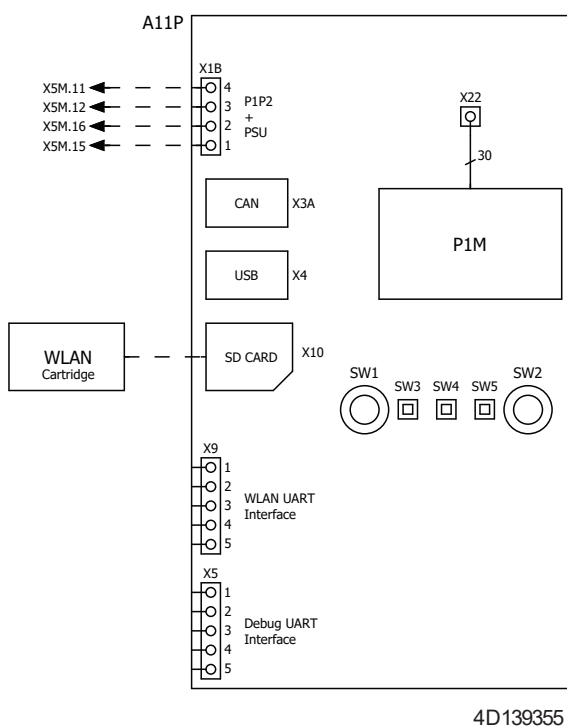 A11P
X1B
X5M.11
4
X5M.12
3
P1P2
X5M.16
2
+
X5M.15
1
PSU
X22
30
CAN
X3A
P1M
USB
X4
WLAN
Cartridge
SD CARD
X10
SW1
SW3
SW4
SW5
SW2
X9
1
2
3
4
5
WLAN UART
Interface
X5
1
2
3
4
5
Debug UART
Interface
4D139355